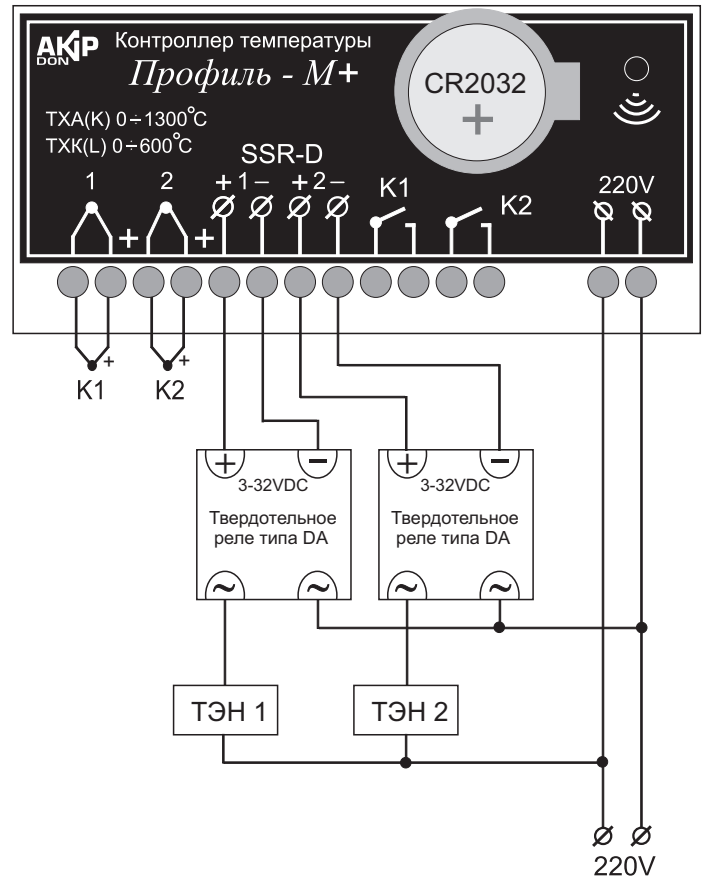 AKIP
DON
Контроллер температуры
Профиль - М+
CR2032
+
ТХА(K) 0÷1300°C
ТХК(L) 0÷600°C
SSR-D
1 2 + 1 – + 2 – K1 K2 220V
+ +
+ +
K1 K2
+ − + −
3-32VDC 3-32VDC
Твердотельное
реле типа DA
Твердотельное
реле типа DA
~ ~ ~ ~
ТЭН 1 ТЭН 2
220V